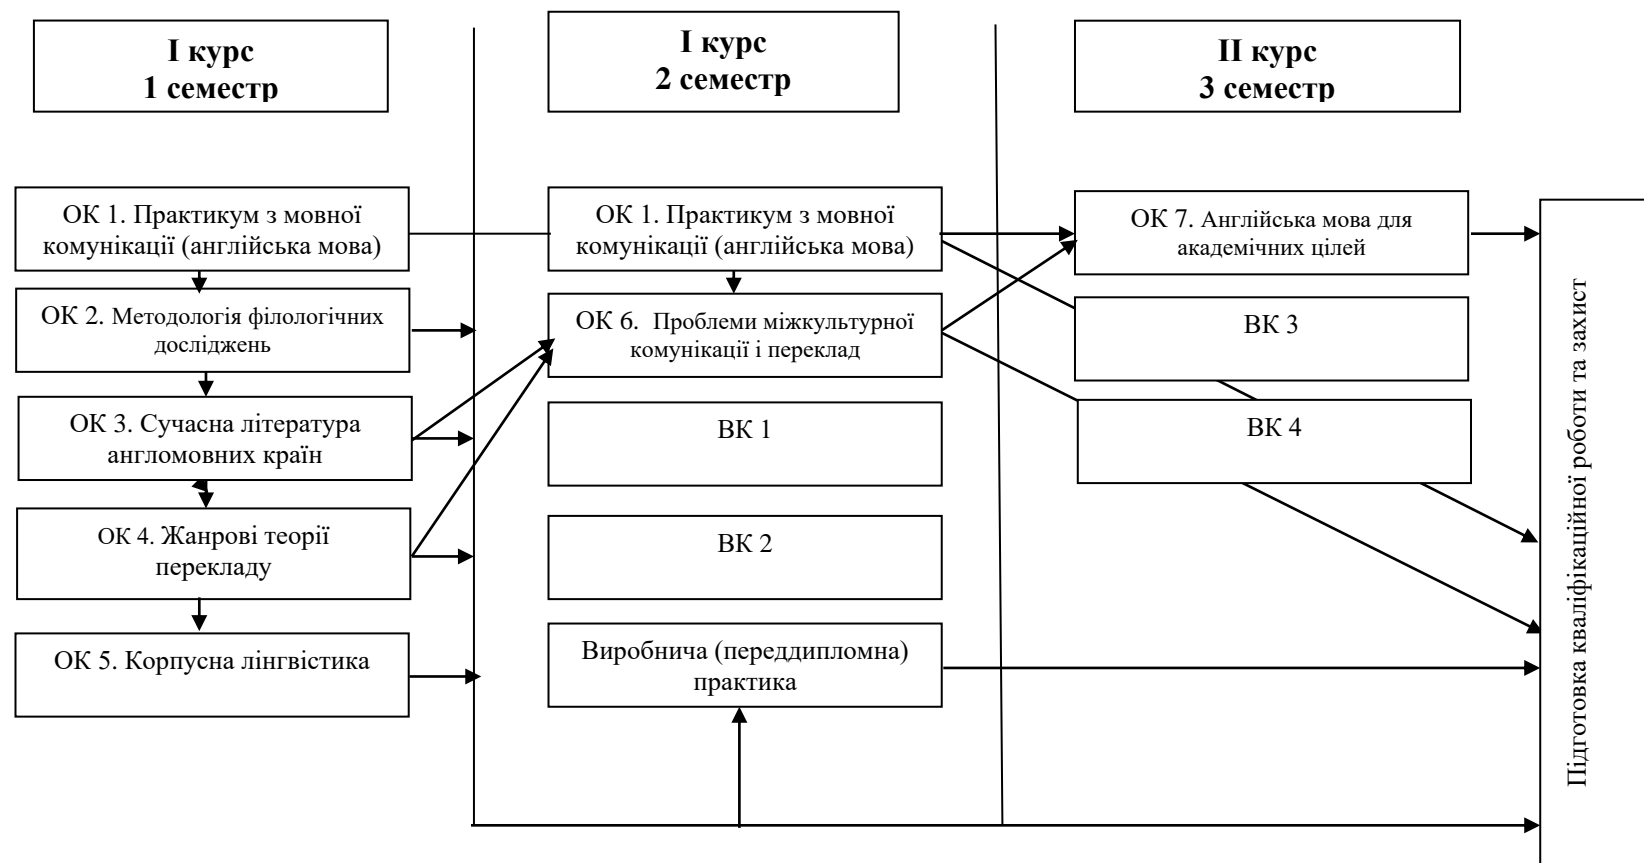 І курс
1 семестр
І курс
2 семестр
ІІ курс
3 семестр
ОК 1. Практикум з мовної
комунікації (англійська мова)
ОК 2. Методологія філологічних
досліджень
ОК 3. Сучасна література
англомовних країн
ОК 4. Жанрові теорії
перекладу
ОК 5. Корпусна лінгвістика
ОК 1. Практикум з мовної
комунікації (англійська мова)
ОК 6. Проблеми міжкультурної
комунікації і переклад
ВК 1
ВК 2
Виробнича (переддипломна)
практика
ОК 7. Англійська мова для
академічних цілей
ВК 3
ВК 4
Підготовка кваліфікаційної роботи та захист